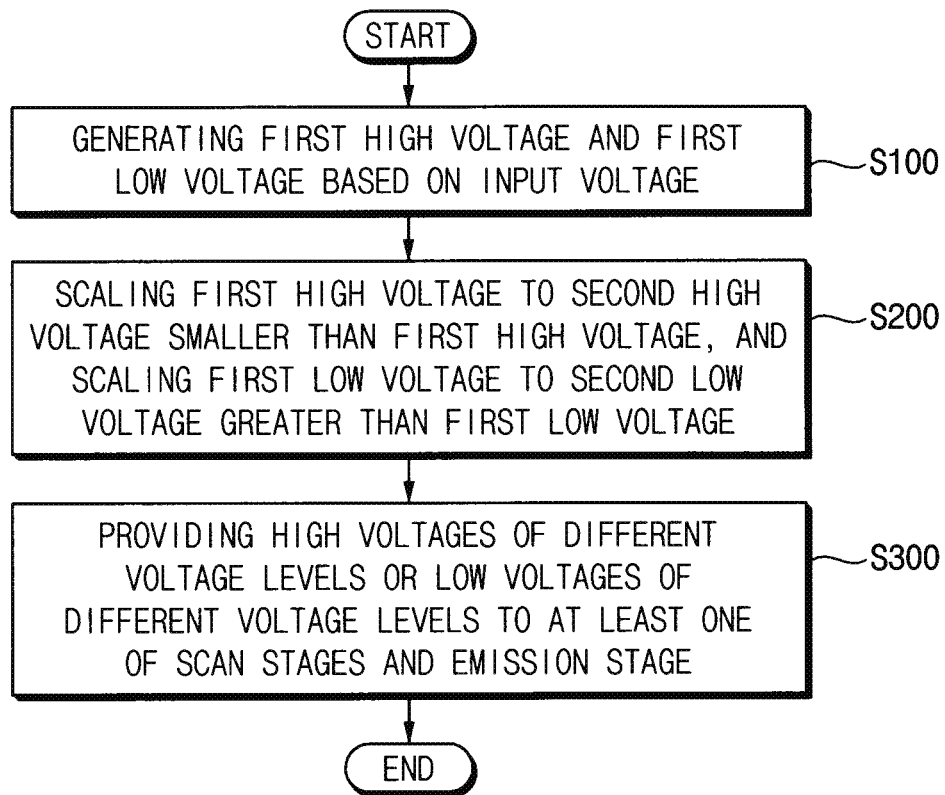 START
GENERATING FIRST HIGH VOLTAGE AND FIRST
LOW VOLTAGE BASED ON INPUT VOLTAGE
S100
SCALING FIRST HIGH VOLTAGE TO SECOND HIGH
VOLTAGE SMALLER THAN FIRST HIGH VOLTAGE, AND
SCALING FIRST LOW VOLTAGE TO SECOND LOW
VOLTAGE GREATER THAN FIRST LOW VOLTAGE
S200
PROVIDING HIGH VOLTAGES OF DIFFERENT
VOLTAGE LEVELS OR LOW VOLTAGES OF
DIFFERENT VOLTAGE LEVELS TO AT LEAST ONE
OF SCAN STAGES AND EMISSION STAGE
S300
END